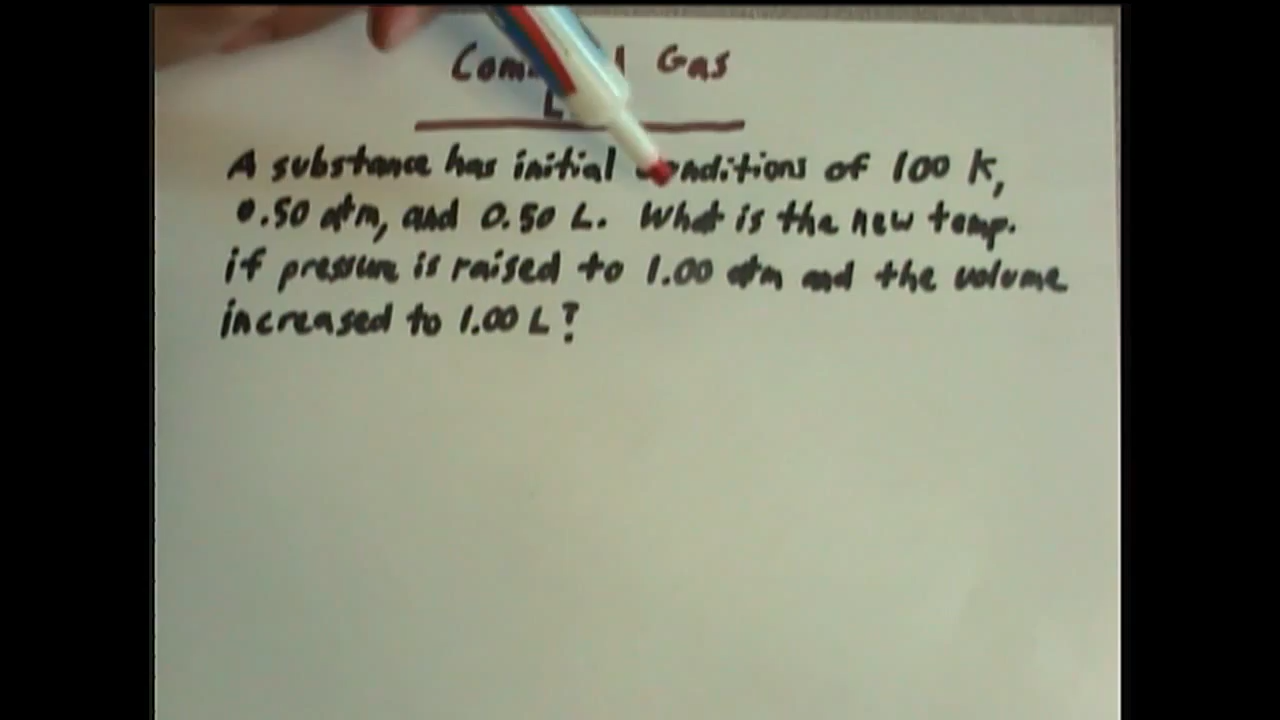 Gas
A substance has initial conditions of 100 K,
0.50 atm, and 0.50 L. What is the new temp.
if pressure is raised to 1.00 atm and the volume
increased to 1.00 L?